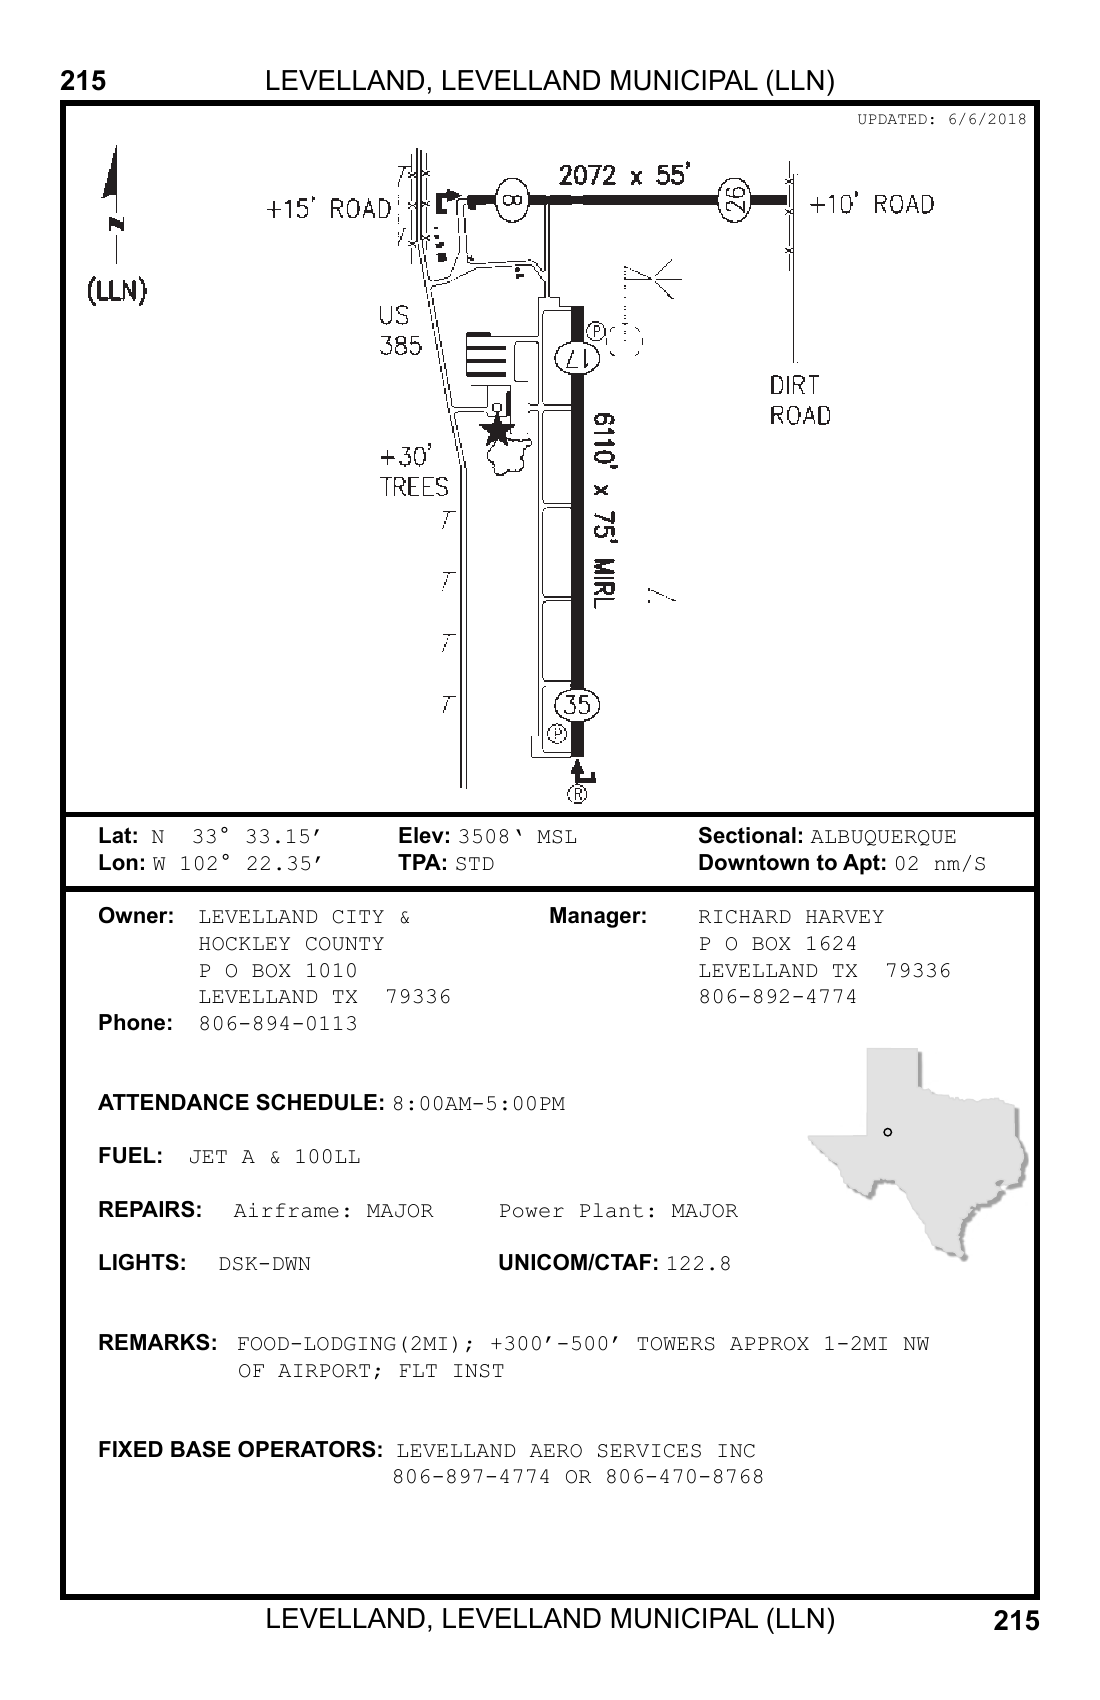 215 LEVELLAND, LEVELLAND MUNICIPAL (LLN)
UPDATED: 6/6/2018
2072 x 55'
+15' ROAD
8
26
+10' ROAD
N
(LLN)
US
385
P
17
DIRT
ROAD
6110' x 75' MIRL
+30'
TREES
35
P
R
Lat: N 33° 33.15’ Elev: 3508‘ MSL Sectional: ALBUQUERQUE
Lon: W 102° 22.35’ TPA: STD Downtown to Apt: 02 nm/S
Owner: LEVELLAND CITY & Manager: RICHARD HARVEY
HOCKLEY COUNTY P O BOX 1624
P O BOX 1010 LEVELLAND TX 79336
LEVELLAND TX 79336 806-892-4774
Phone: 806-894-0113
ATTENDANCE SCHEDULE: 8:00AM-5:00PM
FUEL: JET A & 100LL
REPAIRS: Airframe: MAJOR Power Plant: MAJOR
LIGHTS: DSK-DWN UNICOM/CTAF: 122.8
REMARKS: FOOD-LODGING(2MI); +300’-500’ TOWERS APPROX 1-2MI NW
OF AIRPORT; FLT INST
FIXED BASE OPERATORS: LEVELLAND AERO SERVICES INC
806-897-4774 OR 806-470-8768
LEVELLAND, LEVELLAND MUNICIPAL (LLN) 215